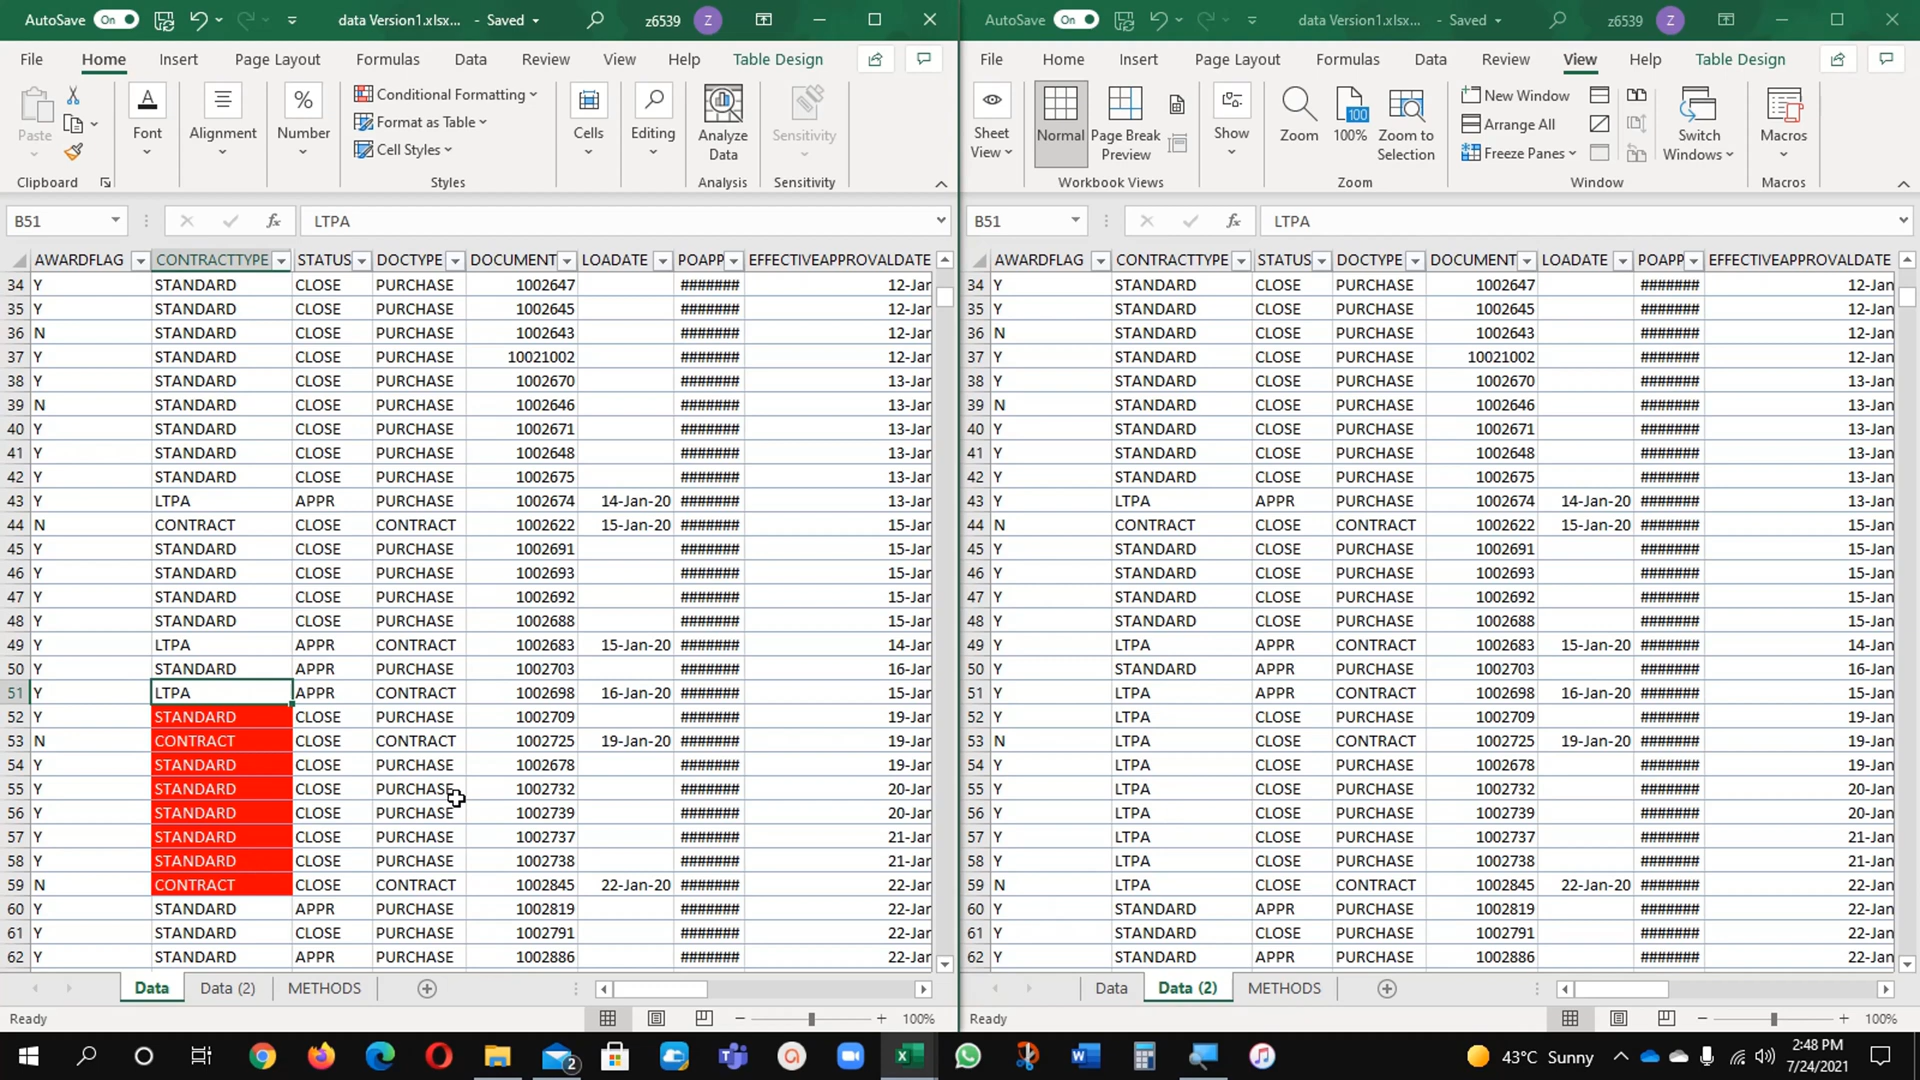 AutoSave On data Version1.xlsx... - Saved z6539 Z
File Home Insert Page Layout Formulas Data Review View Help Table Design
Paste Font Alignment Number Conditional Formatting Format as Table Cell Styles Cells Editing Analyze Data Sensitivity
Clipboard Styles Analysis Sensitivity
B51 fx LTPA
AWARDFLAG CONTRACTTYPE STATUS DOCTYPE DOCUMENT LOADATE POAPP EFFECTIVEAPPROVALDATE
34 Y STANDARD CLOSE PURCHASE 1002647 ####### 12-Jan
35 Y STANDARD CLOSE PURCHASE 1002645 ####### 12-Jan
36 N STANDARD CLOSE PURCHASE 1002643 ####### 12-Jan
37 Y STANDARD CLOSE PURCHASE 10021002 ####### 12-Jan
38 Y STANDARD CLOSE PURCHASE 1002670 ####### 13-Jan
39 N STANDARD CLOSE PURCHASE 1002646 ####### 13-Jan
40 Y STANDARD CLOSE PURCHASE 1002671 ####### 13-Jan
41 Y STANDARD CLOSE PURCHASE 1002648 ####### 13-Jan
42 Y STANDARD CLOSE PURCHASE 1002675 ####### 13-Jan
43 Y LTPA APPR PURCHASE 1002674 14-Jan-20 ####### 13-Jan
44 N CONTRACT CLOSE CONTRACT 1002622 15-Jan-20 ####### 15-Jan
45 Y STANDARD CLOSE PURCHASE 1002691 ####### 15-Jan
46 Y STANDARD CLOSE PURCHASE 1002693 ####### 15-Jan
47 Y STANDARD CLOSE PURCHASE 1002692 ####### 15-Jan
48 Y STANDARD CLOSE PURCHASE 1002688 ####### 15-Jan
49 Y LTPA APPR CONTRACT 1002683 15-Jan-20 ####### 14-Jan
50 Y STANDARD APPR PURCHASE 1002703 ####### 16-Jan
51 Y LTPA APPR CONTRACT 1002698 16-Jan-20 ####### 15-Jan
52 Y STANDARD CLOSE PURCHASE 1002709 ####### 19-Jan
53 N CONTRACT CLOSE CONTRACT 1002725 19-Jan-20 ####### 19-Jan
54 Y STANDARD CLOSE PURCHASE 1002678 ####### 19-Jan
55 Y STANDARD CLOSE PURCHASE 1002732 ####### 20-Jan
56 Y STANDARD CLOSE PURCHASE 1002739 ####### 20-Jan
57 Y STANDARD CLOSE PURCHASE 1002737 ####### 21-Jan
58 Y STANDARD CLOSE PURCHASE 1002738 ####### 21-Jan
59 N CONTRACT CLOSE CONTRACT 1002845 22-Jan-20 ####### 22-Jan
60 Y STANDARD APPR PURCHASE 1002819 ####### 22-Jan
61 Y STANDARD CLOSE PURCHASE 1002791 ####### 22-Jan
62 Y STANDARD APPR PURCHASE 1002886 ####### 22-Jan
Data Data (2) METHODS
Ready 100%
AutoSave On data Version1.xlsx... - Saved z6539 Z
File Home Insert Page Layout Formulas Data Review View Help Table Design
Sheet View Normal Page Break Preview Show Zoom 100 100% Zoom to Selection New Window Arrange All Freeze Panes Switch Windows Macros
Workbook Views Zoom Window Macros
B51 fx LTPA
AWARDFLAG CONTRACTTYPE STATUS DOCTYPE DOCUMENT LOADATE POAPP EFFECTIVEAPPROVALDATE
34 Y STANDARD CLOSE PURCHASE 1002647 ####### 12-Jan
35 Y STANDARD CLOSE PURCHASE 1002645 ####### 12-Jan
36 N STANDARD CLOSE PURCHASE 1002643 ####### 12-Jan
37 Y STANDARD CLOSE PURCHASE 10021002 ####### 12-Jan
38 Y STANDARD CLOSE PURCHASE 1002670 ####### 13-Jan
39 N STANDARD CLOSE PURCHASE 1002646 ####### 13-Jan
40 Y STANDARD CLOSE PURCHASE 1002671 ####### 13-Jan
41 Y STANDARD CLOSE PURCHASE 1002648 ####### 13-Jan
42 Y STANDARD CLOSE PURCHASE 1002675 ####### 13-Jan
43 Y LTPA APPR PURCHASE 1002674 14-Jan-20 ####### 13-Jan
44 N CONTRACT CLOSE CONTRACT 1002622 15-Jan-20 ####### 15-Jan
45 Y STANDARD CLOSE PURCHASE 1002691 ####### 15-Jan
46 Y STANDARD CLOSE PURCHASE 1002693 ####### 15-Jan
47 Y STANDARD CLOSE PURCHASE 1002692 ####### 15-Jan
48 Y STANDARD CLOSE PURCHASE 1002688 ####### 15-Jan
49 Y LTPA APPR CONTRACT 1002683 15-Jan-20 ####### 14-Jan
50 Y STANDARD APPR PURCHASE 1002703 ####### 16-Jan
51 Y LTPA APPR CONTRACT 1002698 16-Jan-20 ####### 15-Jan
52 Y LTPA CLOSE PURCHASE 1002709 ####### 19-Jan
53 N LTPA CLOSE CONTRACT 1002725 19-Jan-20 ####### 19-Jan
54 Y LTPA CLOSE PURCHASE 1002678 ####### 19-Jan
55 Y LTPA CLOSE PURCHASE 1002732 ####### 20-Jan
56 Y LTPA CLOSE PURCHASE 1002739 ####### 20-Jan
57 Y LTPA CLOSE PURCHASE 1002737 ####### 21-Jan
58 Y LTPA CLOSE PURCHASE 1002738 ####### 21-Jan
59 N LTPA CLOSE CONTRACT 1002845 22-Jan-20 ####### 22-Jan
60 Y STANDARD APPR PURCHASE 1002819 ####### 22-Jan
61 Y STANDARD CLOSE PURCHASE 1002791 ####### 22-Jan
62 Y STANDARD APPR PURCHASE 1002886 ####### 22-Jan
Data Data (2) METHODS
Ready 100%
2 43°C Sunny 2:48 PM
7/24/2021